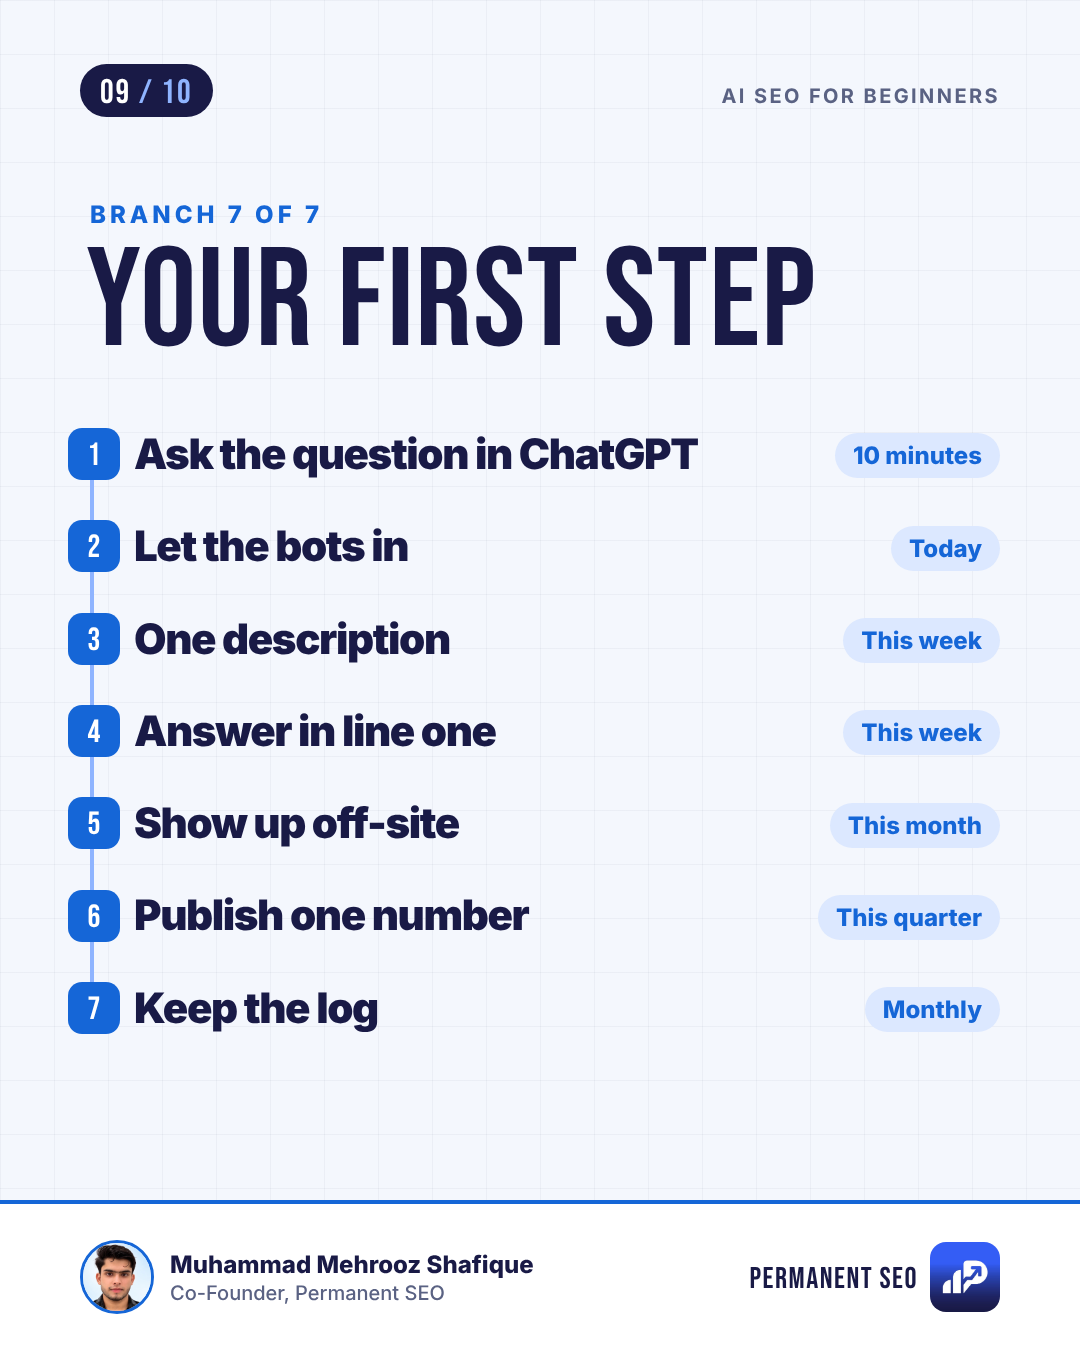 09 / 10
AI SEO FOR BEGINNERS
BRANCH 7 OF 7
YOUR FIRST STEP
1 Ask the question in ChatGPT 10 minutes
2 Let the bots in Today
3 One description This week
4 Answer in line one This week
5 Show up off-site This month
6 Publish one number This quarter
7 Keep the log Monthly
Muhammad Mehrooz Shafique
Co-Founder, Permanent SEO
PERMANENT SEO